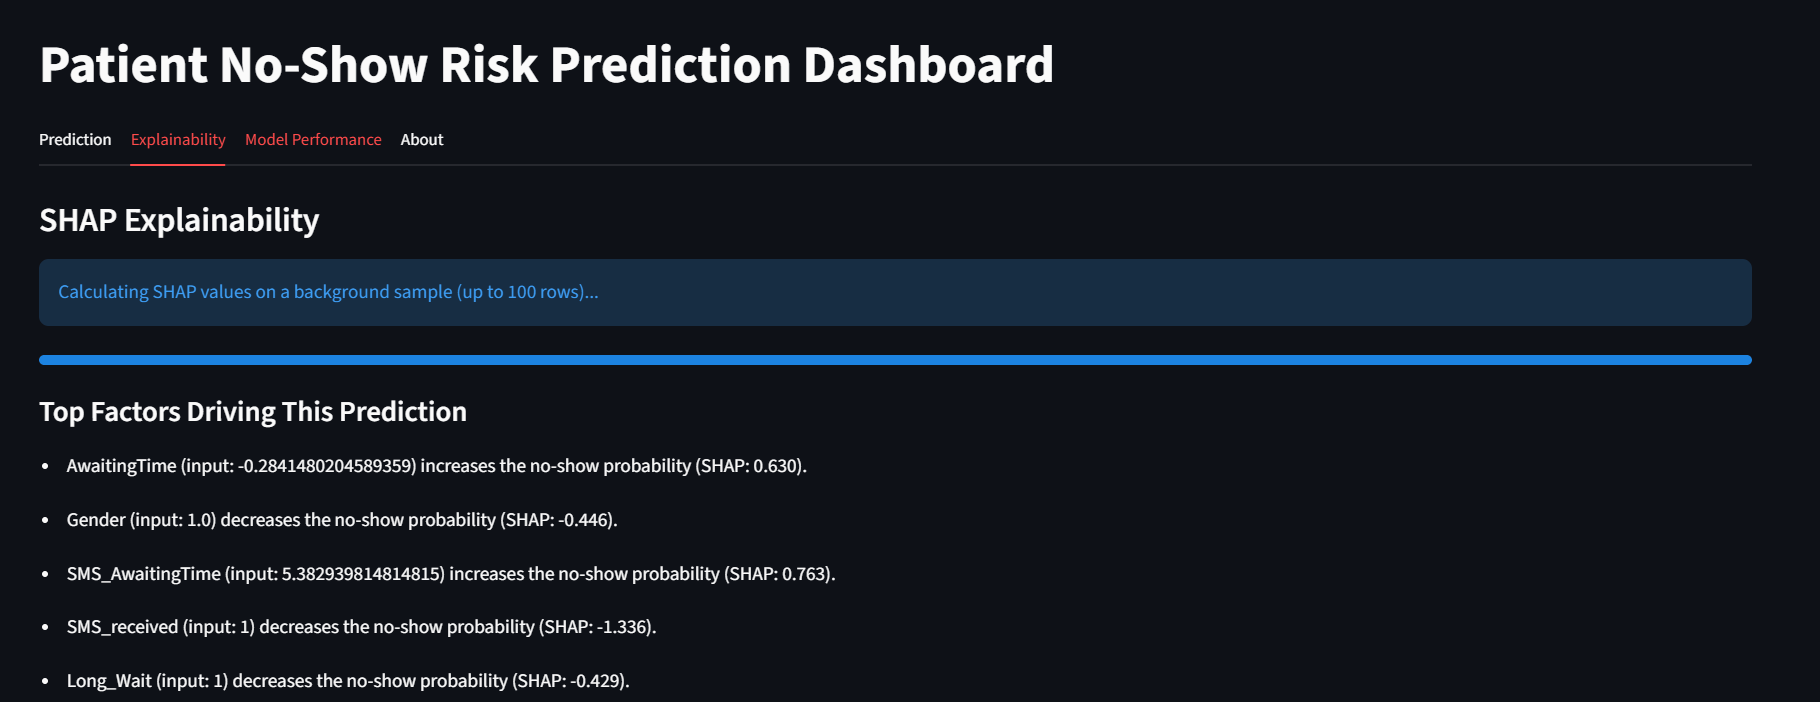 Patient No-Show Risk Prediction Dashboard
Prediction Explainability Model Performance About
SHAP Explainability
Calculating SHAP values on a background sample (up to 100 rows)...
Top Factors Driving This Prediction
• AwaitingTime (input: -0.2841480204589359) increases the no-show probability (SHAP: 0.630).
• Gender (input: 1.0) decreases the no-show probability (SHAP: -0.446).
• SMS_AwaitingTime (input: 5.382939814814815) increases the no-show probability (SHAP: 0.763).
• SMS_received (input: 1) decreases the no-show probability (SHAP: -1.336).
• Long_Wait (input: 1) decreases the no-show probability (SHAP: -0.429).